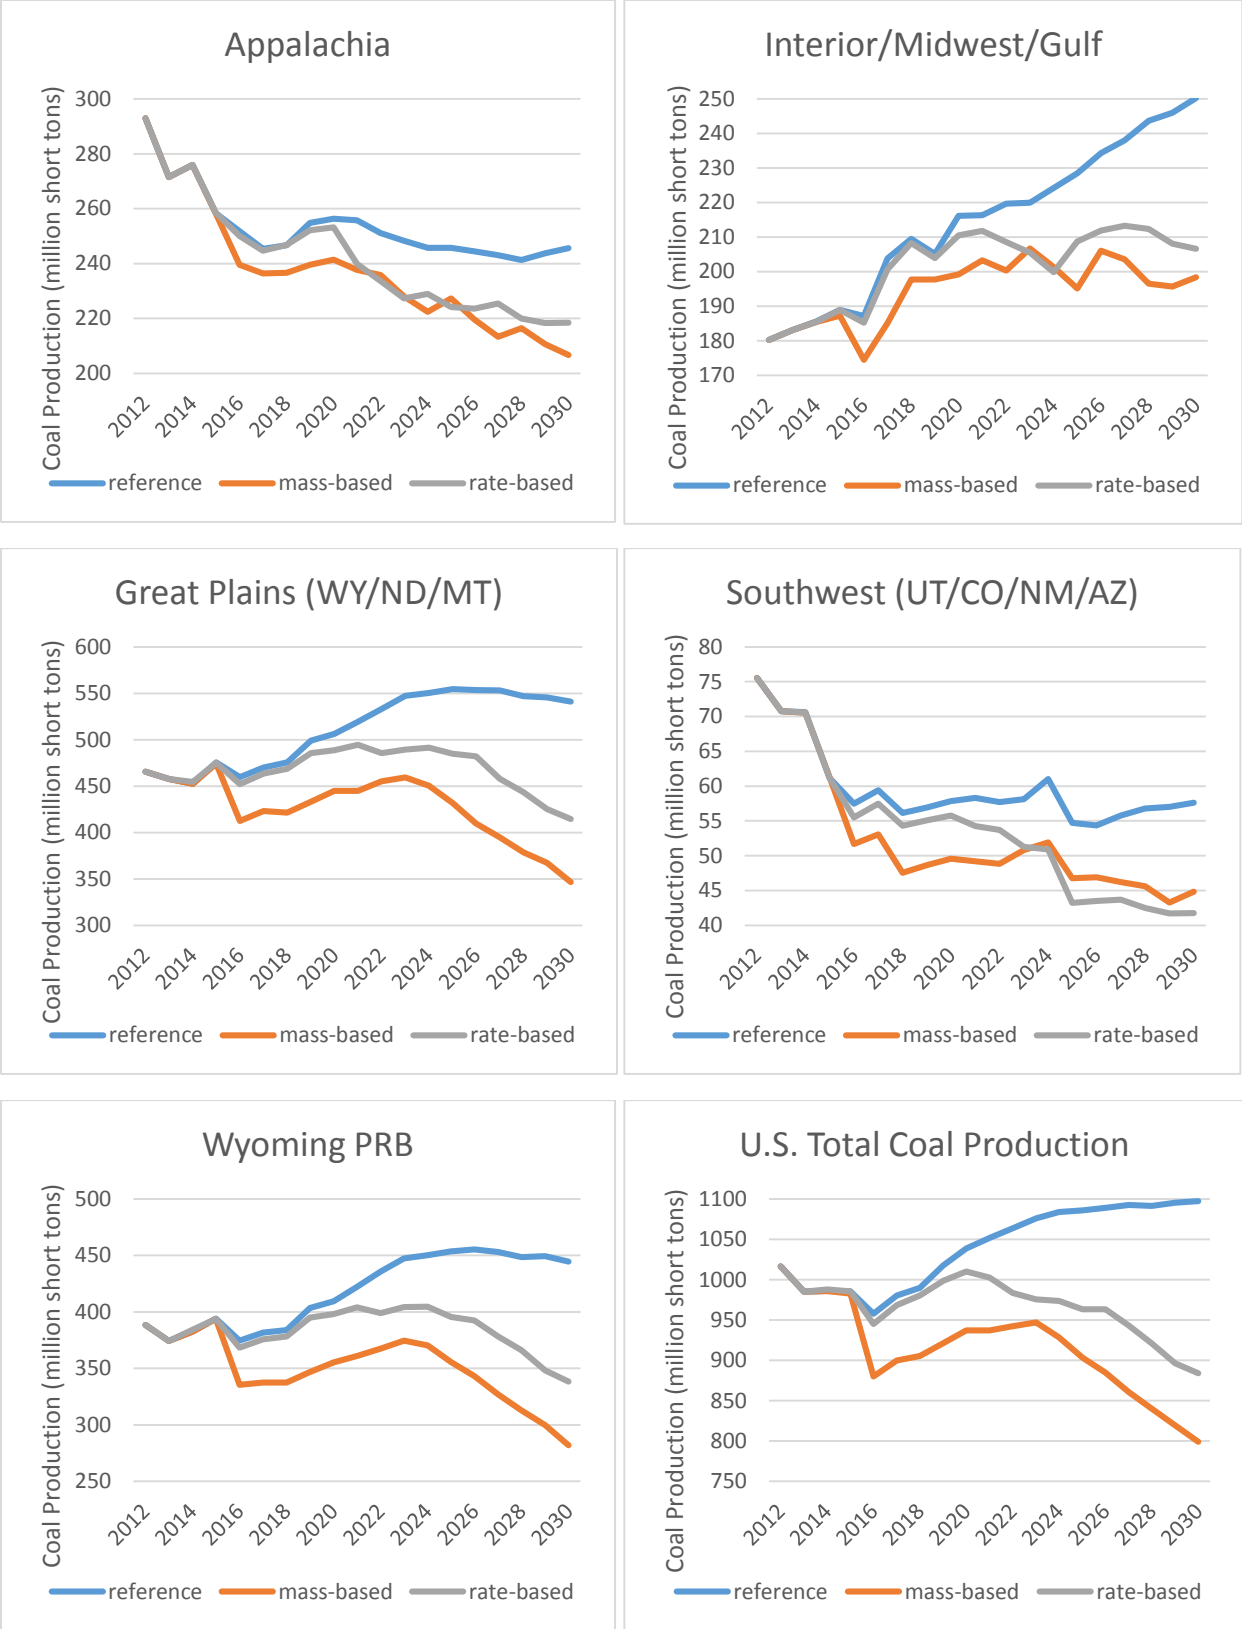 Appalachia
Coal Production (million short tons)
300
280
260
240
220
200
2012 2014 2016 2018 2020 2022 2024 2026 2028 2030
reference mass-based rate-based
Interior/Midwest/Gulf
Coal Production (million short tons)
250
240
230
220
210
200
190
180
170
2012 2014 2016 2018 2020 2022 2024 2026 2028 2030
reference mass-based rate-based
Great Plains (WY/ND/MT)
Coal Production (million short tons)
600
550
500
450
400
350
300
2012 2014 2016 2018 2020 2022 2024 2026 2028 2030
reference mass-based rate-based
Southwest (UT/CO/NM/AZ)
Coal Production (million short tons)
80
75
70
65
60
55
50
45
40
2012 2014 2016 2018 2020 2022 2024 2026 2028 2030
reference mass-based rate-based
Wyoming PRB
Coal Production (million short tons)
500
450
400
350
300
250
2012 2014 2016 2018 2020 2022 2024 2026 2028 2030
reference mass-based rate-based
U.S. Total Coal Production
Coal Production (million short tons)
1100
1050
1000
950
900
850
800
750
2012 2014 2016 2018 2020 2022 2024 2026 2028 2030
reference mass-based rate-based